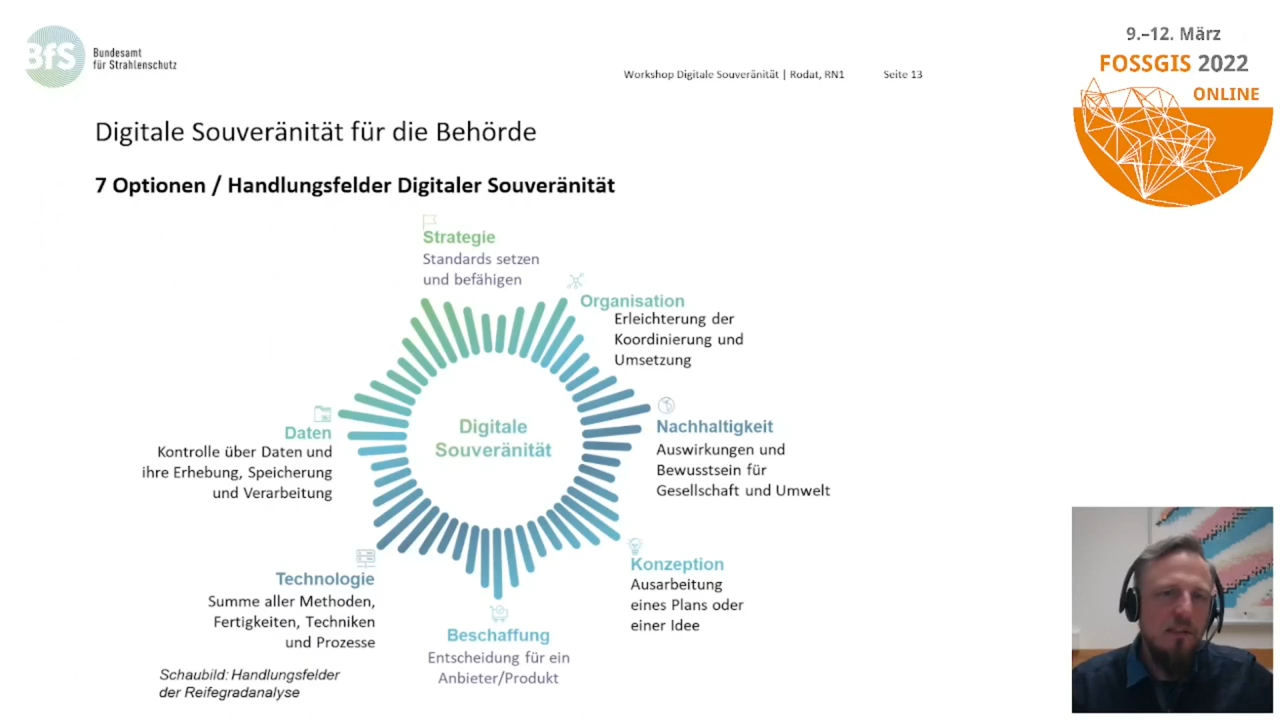 BfS
Bundesamt
für Strahlenschutz
Workshop Digitale Souveränität | Rodat, RN1
Seite 13
9.–12. März
FOSSGIS 2022
ONLINE
Digitale Souveränität für die Behörde
7 Optionen / Handlungsfelder Digitaler Souveränität
Strategie
Standards setzen
und befähigen
Organisation
Erleichterung der
Koordinierung und
Umsetzung
Nachhaltigkeit
Auswirkungen und
Bewusstsein für
Gesellschaft und Umwelt
Konzeption
Ausarbeitung
eines Plans oder
einer Idee
Beschaffung
Entscheidung für ein
Anbieter/Produkt
Technologie
Summe aller Methoden,
Fertigkeiten, Techniken
und Prozesse
Daten
Kontrolle über Daten und
ihre Erhebung, Speicherung
und Verarbeitung
Digitale
Souveränität
Schaubild: Handlungsfelder
der Reifegradanalyse